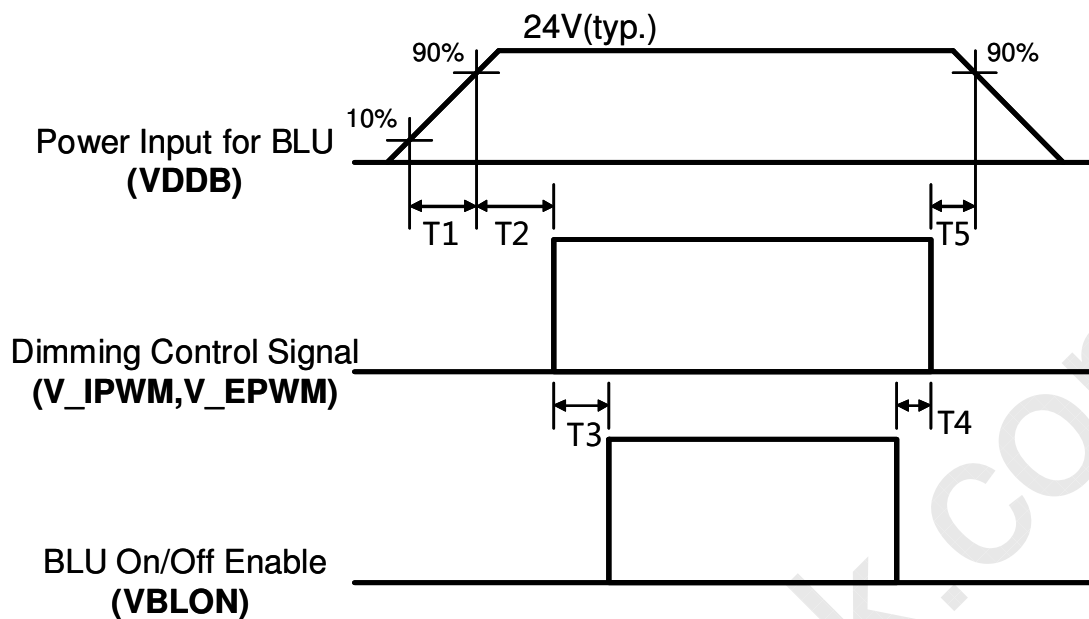 24V(typ.)
90%
90%
10%
Power Input for BLU
(VDDB)
T1
T2
T5
Dimming Control Signal
(V_IPWM,V_EPWM)
T3
T4
BLU On/Off Enable
(VBLON)
k.com